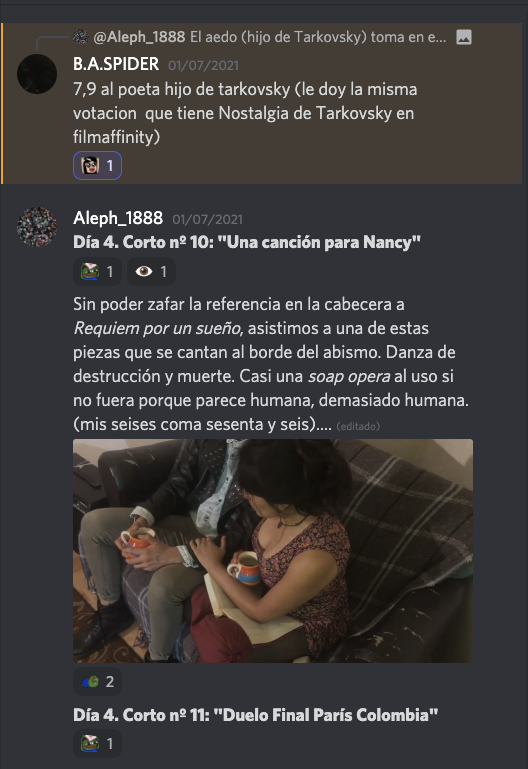 @Aleph_1888 El aedo (hijo de Tarkovsky) toma en e...
B.A.SPIDER 01/07/2021
7,9 al poeta hijo de tarkovsky (le doy la misma
votacion que tiene Nostalgia de Tarkovsky en
filmaffinity)
1
Aleph_1888 01/07/2021
Día 4. Corto nº 10: "Una canción para Nancy"
1 1
Sin poder zafar la referencia en la cabecera a
Requiem por un sueño, asistimos a una de estas
piezas que se cantan al borde del abismo. Danza de
destrucción y muerte. Casi una soap opera al uso si
no fuera porque parece humana, demasiado humana.
(mis seises coma sesenta y seis).... (editado)
2
Día 4. Corto nº 11: "Duelo Final París Colombia"
1